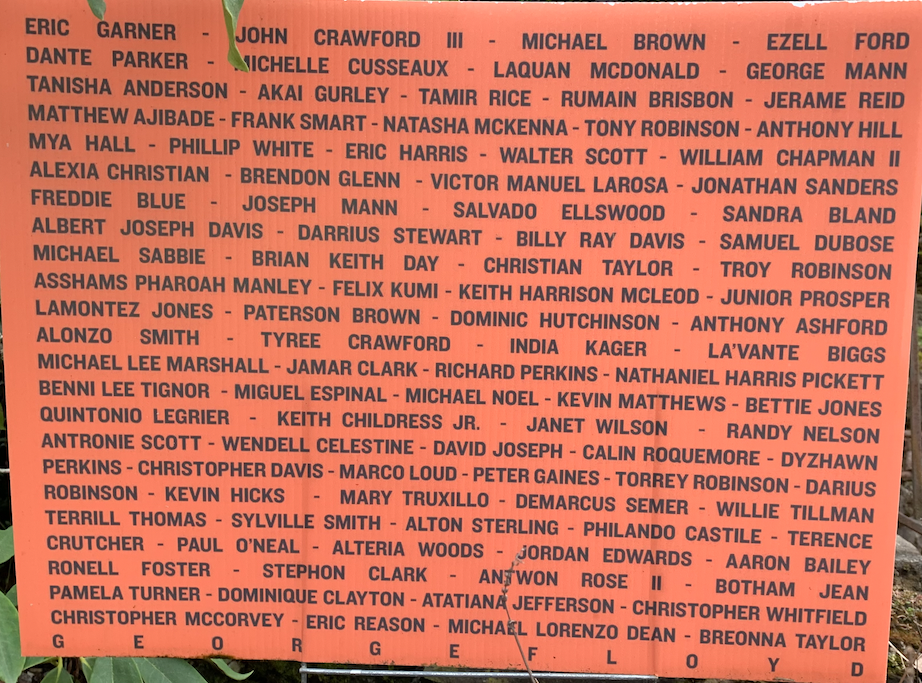 ERIC GARNER - JOHN CRAWFORD III - MICHAEL BROWN - EZELL FORD
DANTE PARKER - MICHELLE CUSSEAUX - LAQUAN MCDONALD - GEORGE MANN
TANISHA ANDERSON - AKAI GURLEY - TAMIR RICE - RUMAIN BRISBON - JERAME REID
MATTHEW AJIBADE - FRANK SMART - NATASHA MCKENNA - TONY ROBINSON - ANTHONY HILL
MYA HALL - PHILLIP WHITE - ERIC HARRIS - WALTER SCOTT - WILLIAM CHAPMAN II
ALEXIA CHRISTIAN - BRENDON GLENN - VICTOR MANUEL LAROSA - JONATHAN SANDERS
FREDDIE BLUE - JOSEPH MANN - SALVADO ELLSWOOD - SANDRA BLAND
ALBERT JOSEPH DAVIS - DARRIUS STEWART - BILLY RAY DAVIS - SAMUEL DUBOSE
MICHAEL SABBIE - BRIAN KEITH DAY - CHRISTIAN TAYLOR - TROY ROBINSON
ASSHAMS PHAROAH MANLEY - FELIX KUMI - KEITH HARRISON MCLEOD - JUNIOR PROSPER
LAMONTEZ JONES - PATERSON BROWN - DOMINIC HUTCHINSON - ANTHONY ASHFORD
ALONZO SMITH - TYREE CRAWFORD - INDIA KAGER - LA'VANTE BIGGS
MICHAEL LEE MARSHALL - JAMAR CLARK - RICHARD PERKINS - NATHANIEL HARRIS PICKETT
BENNI LEE TIGNOR - MIGUEL ESPINAL - MICHAEL NOEL - KEVIN MATTHEWS - BETTIE JONES
QUINTONIO LEGRIER - KEITH CHILDRESS JR. - JANET WILSON - RANDY NELSON
ANTRONIE SCOTT - WENDELL CELESTINE - DAVID JOSEPH - CALIN ROQUEMORE - DYZHAWN
PERKINS - CHRISTOPHER DAVIS - MARCO LOUD - PETER GAINES - TORREY ROBINSON - DARIUS
ROBINSON - KEVIN HICKS - MARY TRUXILLO - DEMARCUS SEMER - WILLIE TILLMAN
TERRILL THOMAS - SYLVILLE SMITH - ALTON STERLING - PHILANDO CASTILE - TERENCE
CRUTCHER - PAUL O'NEAL - ALTERIA WOODS - JORDAN EDWARDS - AARON BAILEY
RONELL FOSTER - STEPHON CLARK - ANTWON ROSE II - BOTHAM JEAN
PAMELA TURNER - DOMINIQUE CLAYTON - ATATIANA JEFFERSON - CHRISTOPHER WHITFIELD
CHRISTOPHER MCCORVEY - ERIC REASON - MICHAEL LORENZO DEAN - BREONNA TAYLOR
G E O R G E F L O Y D